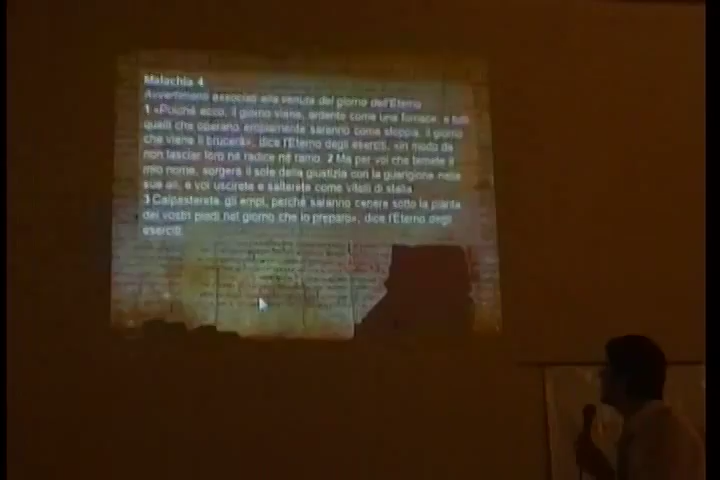 Malachia 4
Avvertimenti associati alla venuta del giorno dell'Eterno
1 «Poiché ecco, il giorno viene, ardente come una fornace, e tutti
quelli che operano empiamente saranno come stoppia; il giorno
che viene li brucerà», dice l'Eterno degli eserciti, «in modo da
non lasciar loro né radice né ramo. 2 Ma per voi che temete il
mio nome, sorgerà il sole della giustizia con la guarigione nelle
sue ali, e voi uscirete e salterete come vitelli di stalla.
3 Calpesterete gli empi, perché saranno cenere sotto la pianta
dei vostri piedi nel giorno che io preparo», dice l'Eterno degli
eserciti.